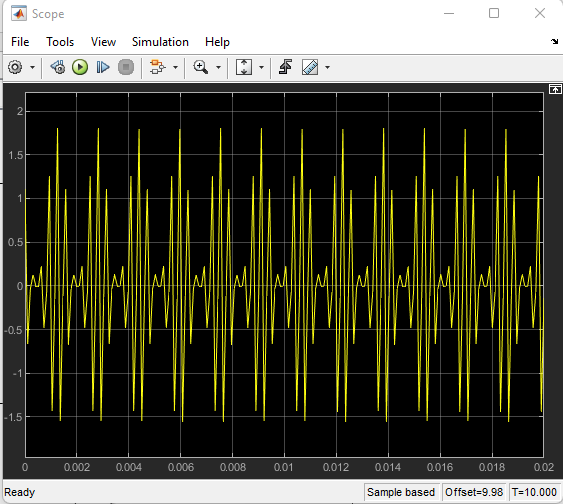 Scope
File Tools View Simulation Help
2
1.5
1
0.5
0
-0.5
-1
-1.5
0 0.002 0.004 0.006 0.008 0.01 0.012 0.014 0.016 0.018 0.02
Ready Sample based Offset=9.98 T=10.000